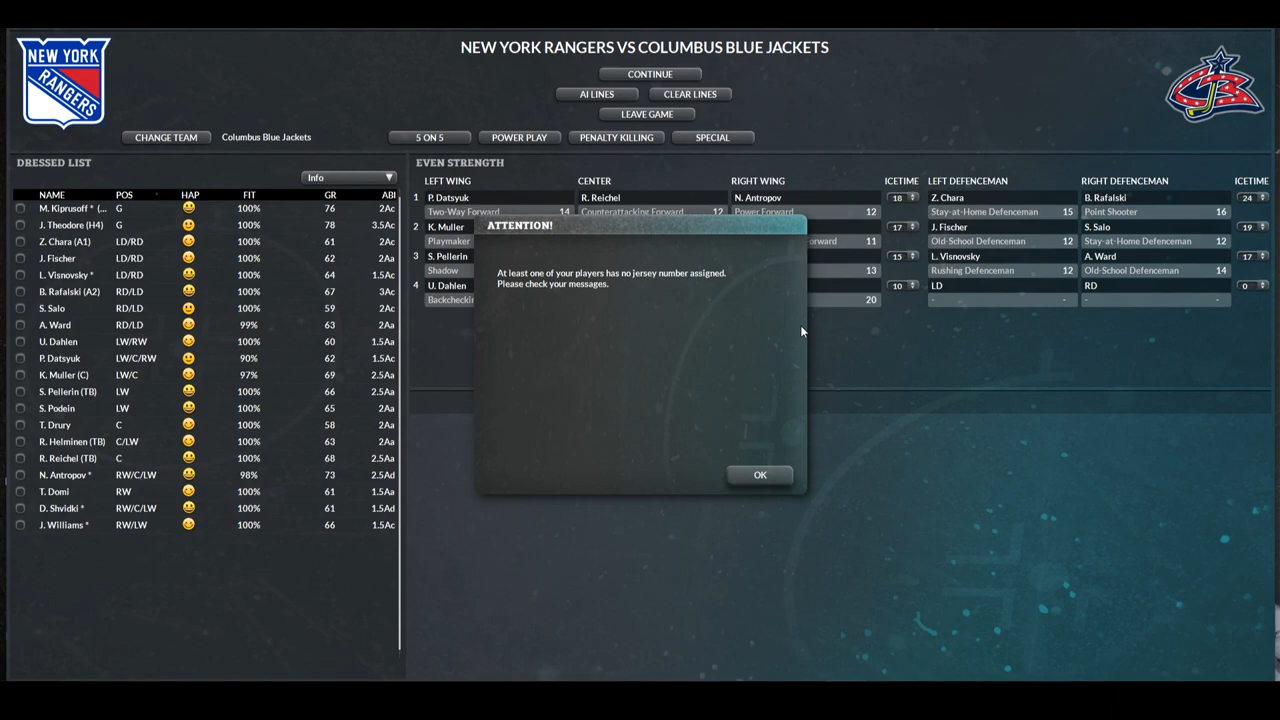 NEW YORK RANGERS VS COLUMBUS BLUE JACKETS
NEW YORK
RANGERS
CONTINUE
AI LINES CLEAR LINES
LEAVE GAME
CHANGE TEAM Columbus Blue Jackets 5 ON 5 POWER PLAY PENALTY KILLING SPECIAL
DRESSED LIST
Info
NAME POS HAP FIT GR ABI
M. Kiprusoff * (... G 100% 76 2Ac
J. Theodore (H4) G 100% 78 3.5Ac
Z. Chara (A1) LD/RD 100% 61 2Ac
J. Fischer LD/RD 100% 62 2Aa
L. Visnovsky * LD/RD 100% 64 1.5Ac
B. Rafalski (A2) RD/LD 100% 67 3Ac
S. Salo RD/LD 100% 59 2Ac
A. Ward RD/LD 99% 63 2Aa
U. Dahlen LW/RW 100% 60 1.5Aa
P. Datsyuk LW/C/RW 90% 62 1.5Ac
K. Muller (C) LW/C 97% 69 2.5Aa
S. Pellerin (TB) LW 100% 66 2.5Aa
S. Podein LW 100% 65 2Aa
T. Drury C 100% 58 2Aa
R. Helminen (TB) C/LW 100% 63 2Aa
R. Reichel (TB) C 100% 68 2.5Aa
N. Antropov * RW/C/LW 98% 73 2.5Ad
T. Domi RW 100% 61 1.5Aa
D. Shvidki * RW/C/LW 100% 61 1.5Ad
J. Williams * RW/LW 100% 66 1.5Ac
EVEN STRENGTH
LEFT WING CENTER RIGHT WING ICETIME LEFT DEFENCEMAN RIGHT DEFENCEMAN ICETIME
1 P. Datsyuk R. Reichel N. Antropov 18 Z. Chara B. Rafalski 24
Two-Way Forward 14 Counterattacking Forward 12 Power Forward 12 Stay-at-Home Defenceman 15 Point Shooter 16
2 K. Muller 17 J. Fischer S. Salo 19
Playmaker orward 11 Old-School Defenceman 12 Stay-at-Home Defenceman 12
3 S. Pellerin 15 L. Visnovsky A. Ward 17
Shadow 13 Rushing Defenceman 12 Old-School Defenceman 14
4 U. Dahlen 10 LD RD 0
Backcheckin 20 - - - -
ATTENTION!
At least one of your players has no jersey number assigned.
Please check your messages.
OK